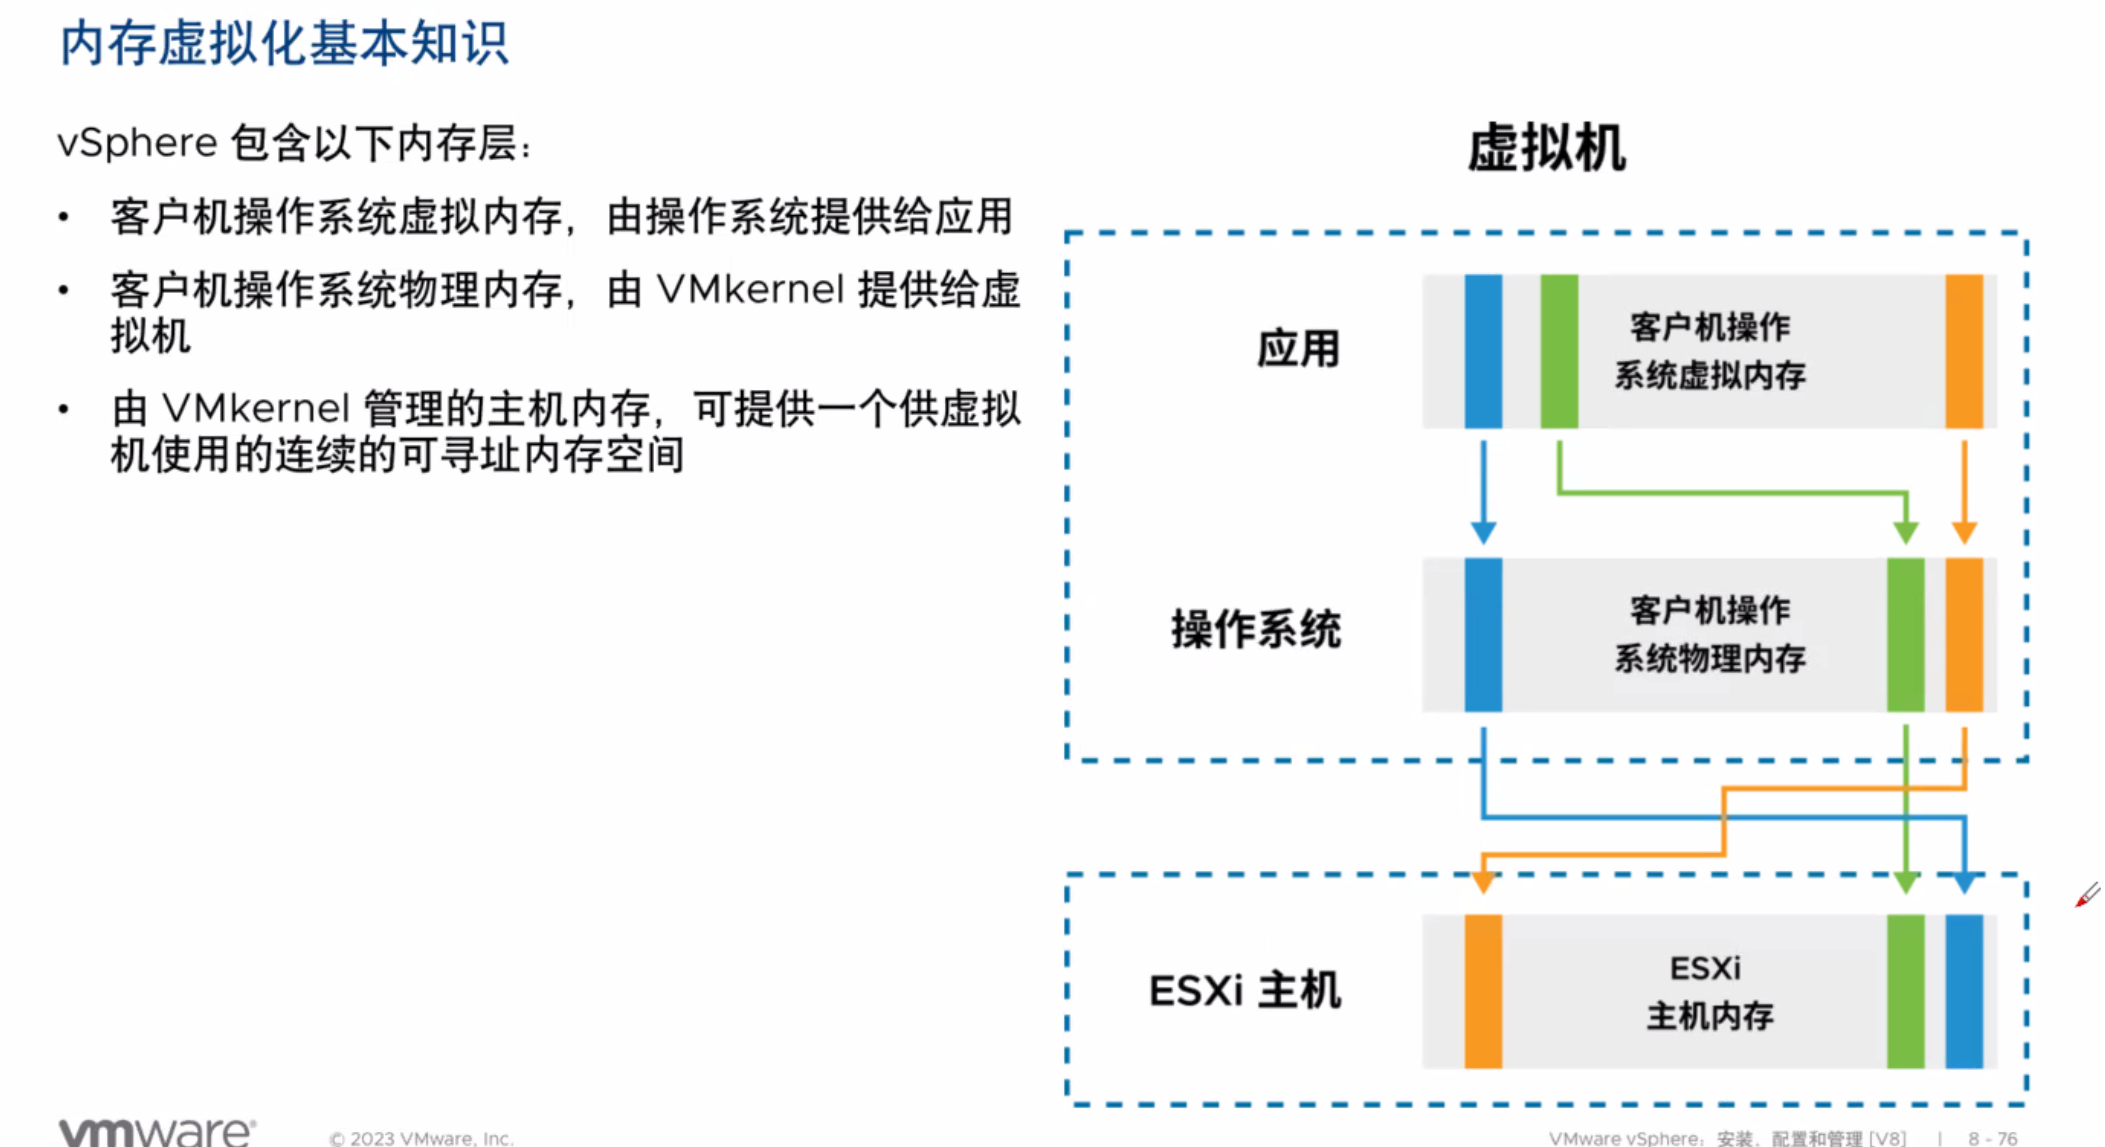 内存虚拟化基本知识
vSphere 包含以下内存层：
• 客户机操作系统虚拟内存，由操作系统提供给应用
• 客户机操作系统物理内存，由 VMkernel 提供给虚
拟机
• 由 VMkernel 管理的主机内存，可提供一个供虚拟
机使用的连续的可寻址内存空间
虚拟机
应用
客户机操作
系统虚拟内存
操作系统
客户机操作
系统物理内存
ESXi 主机
ESXi
主机内存
vmware®
© 2023 VMware, Inc.
VMware vSphere：安装、配置和管理 [V8] | 8 - 76